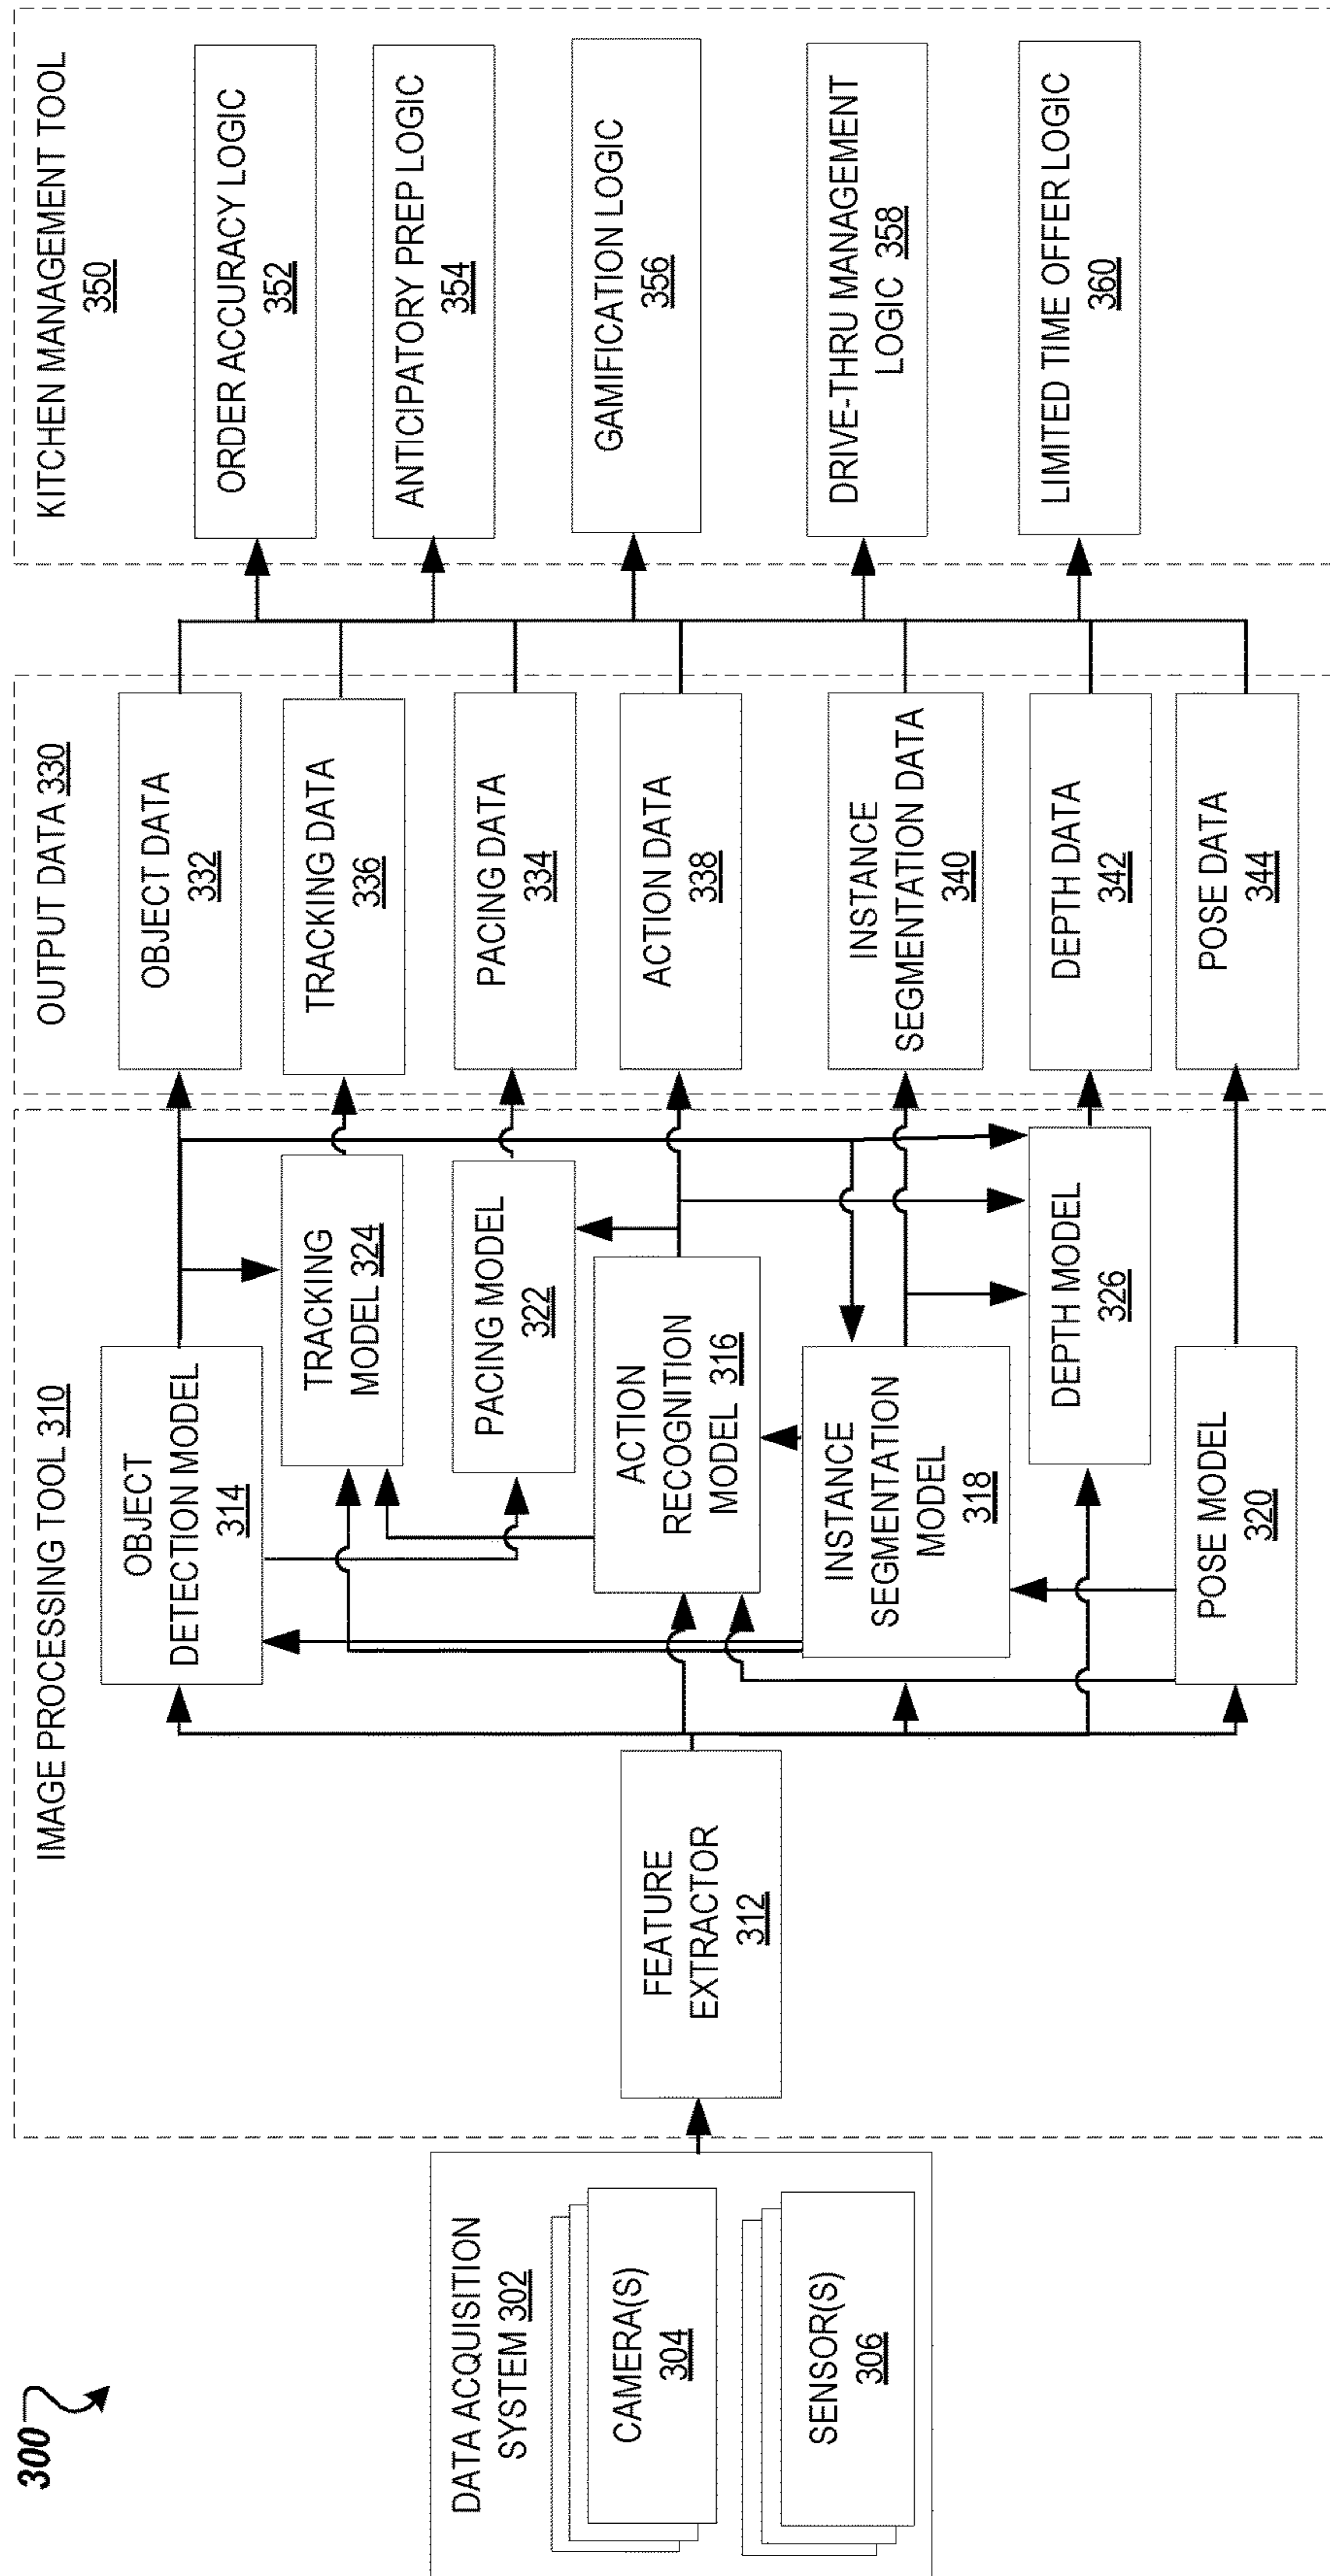 300
DATA ACQUISITION
SYSTEM 302
CAMERA(S)
304
SENSOR(S)
306
IMAGE PROCESSING TOOL 310
FEATURE
EXTRACTOR
312
OBJECT
DETECTION MODEL
314
TRACKING
MODEL 324
PACING MODEL
322
ACTION
RECOGNITION
MODEL 316
INSTANCE
SEGMENTATION
MODEL
318
DEPTH MODEL
326
POSE MODEL
320
OUTPUT DATA 330
OBJECT DATA
332
TRACKING DATA
336
PACING DATA
334
ACTION DATA
338
INSTANCE
SEGMENTATION DATA
340
DEPTH DATA
342
POSE DATA
344
KITCHEN MANAGEMENT TOOL
350
ORDER ACCURACY LOGIC
352
ANTICIPATORY PREP LOGIC
354
GAMIFICATION LOGIC
356
DRIVE-THRU MANAGEMENT
LOGIC 358
LIMITED TIME OFFER LOGIC
360